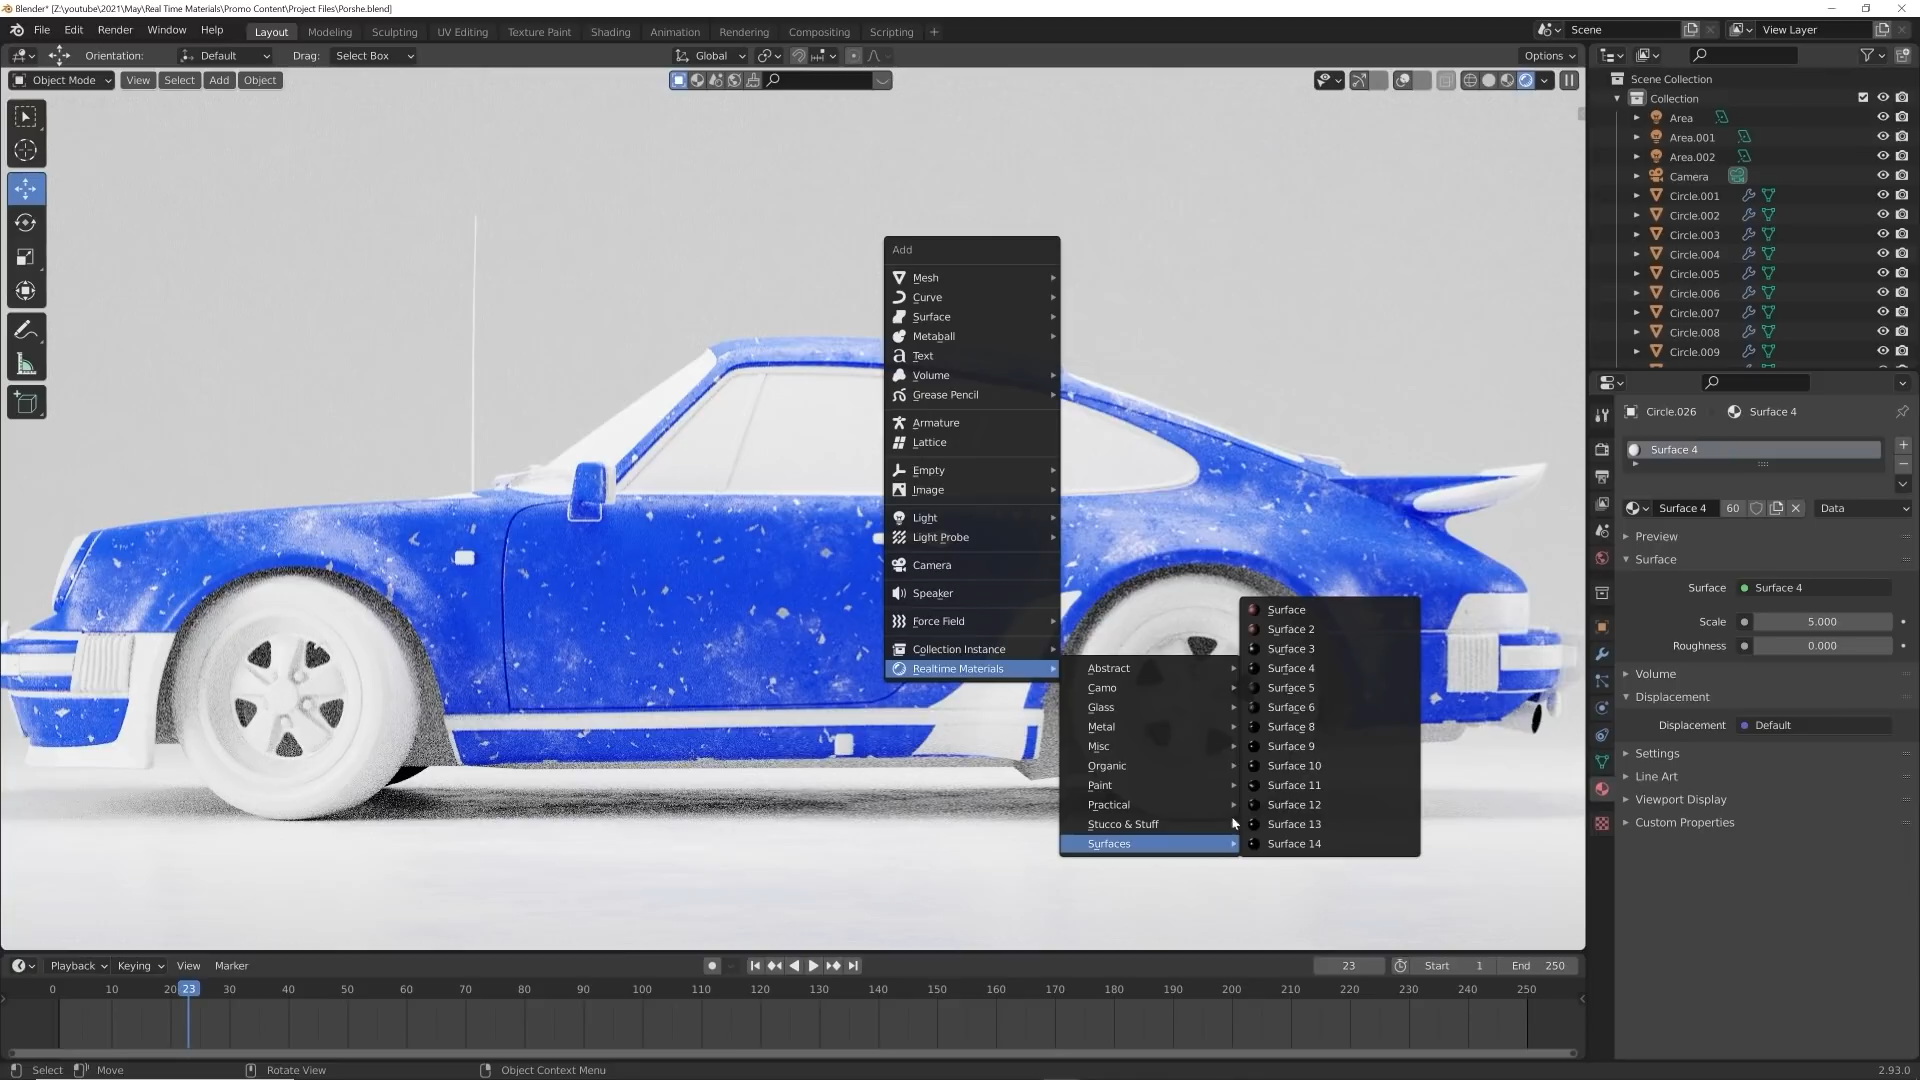 Blender* [Z:\youtube\2021\May\Real Time Materials\Promo Content\Project Files\Porshe.blend]
File Edit Render Window Help Layout Modeling Sculpting UV Editing Texture Paint Shading Animation Rendering Compositing Scripting + Scene View Layer
Orientation: Default Drag: Select Box Global Options
Object Mode View Select Add Object
Scene Collection
Collection
Area
Area.001
Area.002
Camera
Circle.001
Circle.002
Circle.003
Circle.004
Circle.005
Circle.006
Circle.007
Circle.008
Circle.009
Add
Mesh
Curve
Surface
Metaball
Text
Volume
Grease Pencil
Armature
Lattice
Empty
Image
Light
Light Probe
Camera
Speaker
Force Field
Collection Instance
Realtime Materials
Abstract
Camo
Glass
Metal
Misc
Organic
Paint
Practical
Stucco & Stuff
Surfaces
Surface
Surface 2
Surface 3
Surface 4
Surface 5
Surface 6
Surface 8
Surface 9
Surface 10
Surface 11
Surface 12
Surface 13
Surface 14
Circle.026 Surface 4
Surface 4
Surface 4 60 Data
Preview
Surface
Surface Surface 4
Scale 5.000
Roughness 0.000
Volume
Displacement
Displacement Default
Settings
Line Art
Viewport Display
Custom Properties
Playback Keying View Marker 23 Start 1 End 250
0 10 20 23 30 40 50 60 70 80 90 100 110 120 130 140 150 160 170 180 190 200 210 220 230 240 250
Select Move Rotate View Object Context Menu 2.93.0